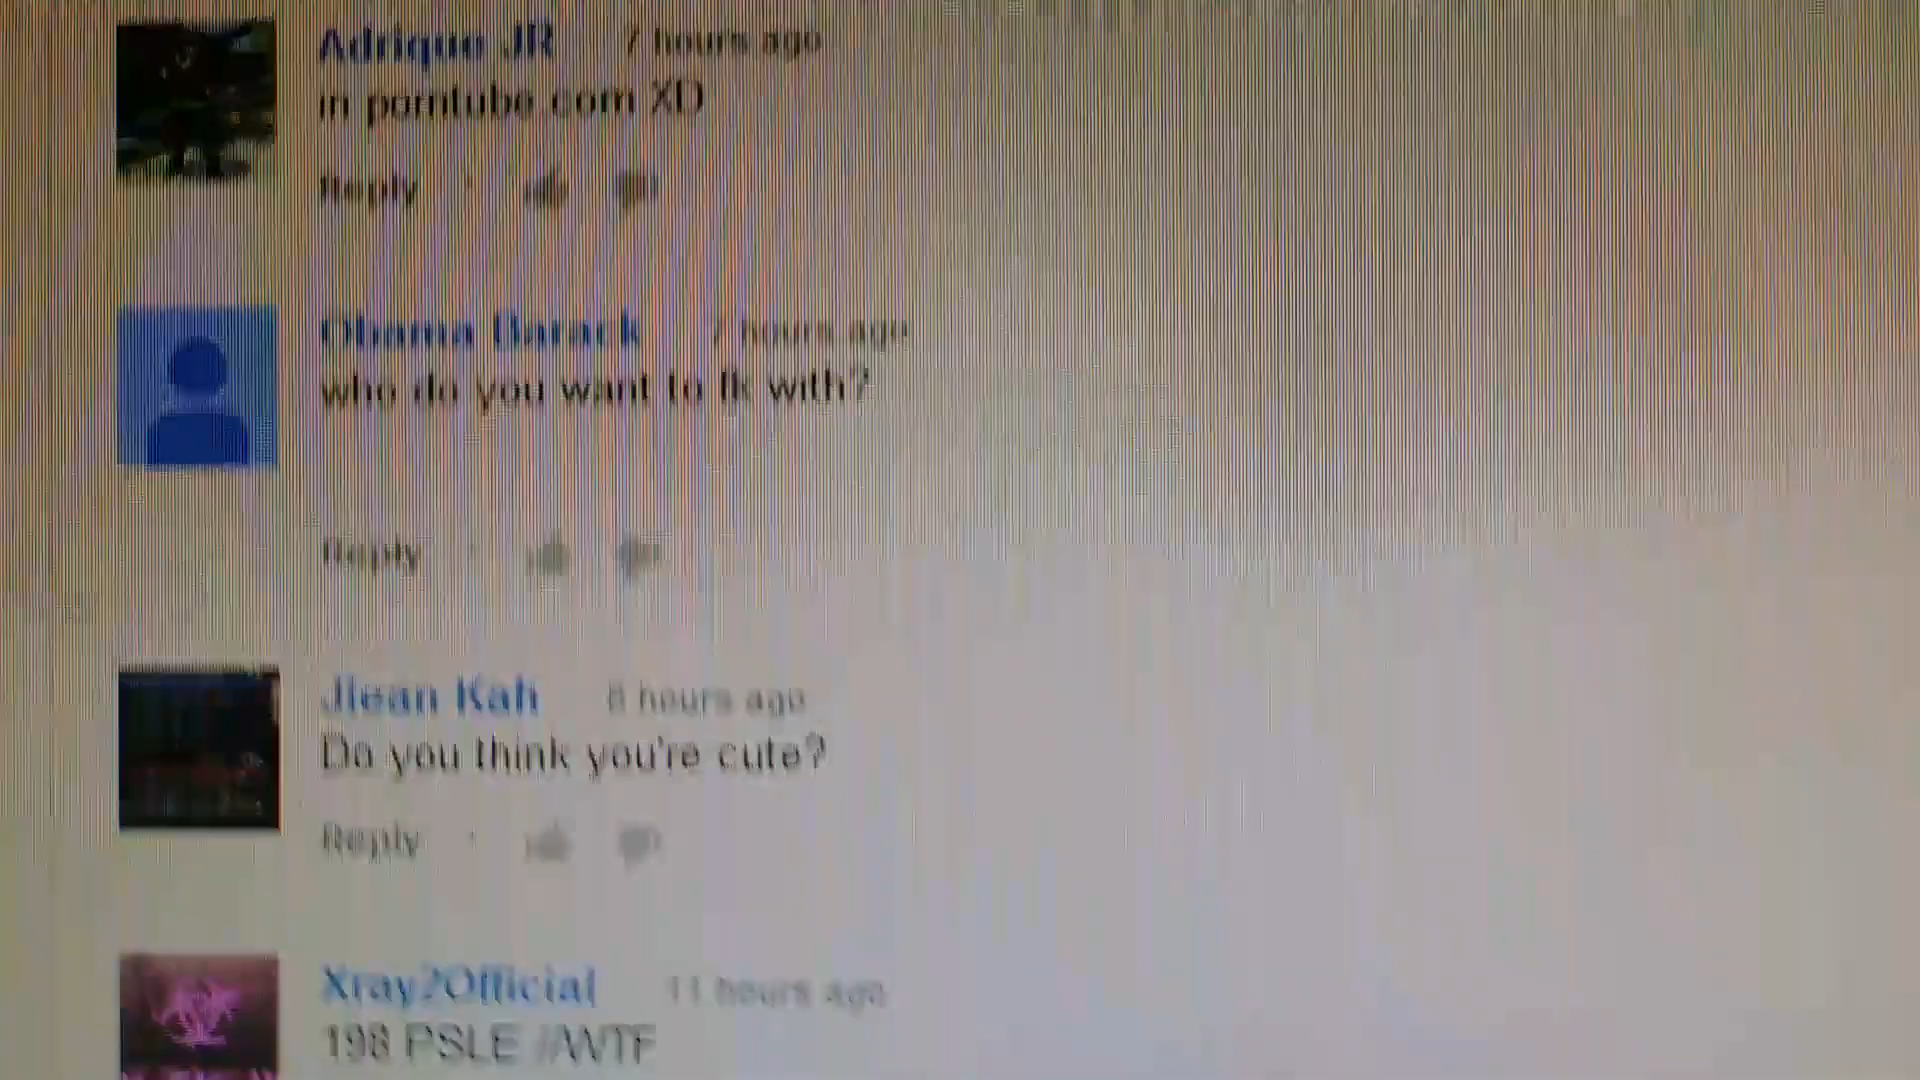 Adrique JR 7 hours ago
in porntube.com XD
Reply
Obama Barack 7 hours ago
who do you want to fk with?
Reply
Jiean Kah 8 hours ago
Do you think you're cute?
Reply
Xray2Official 11 hours ago
198 PSLE //WTF